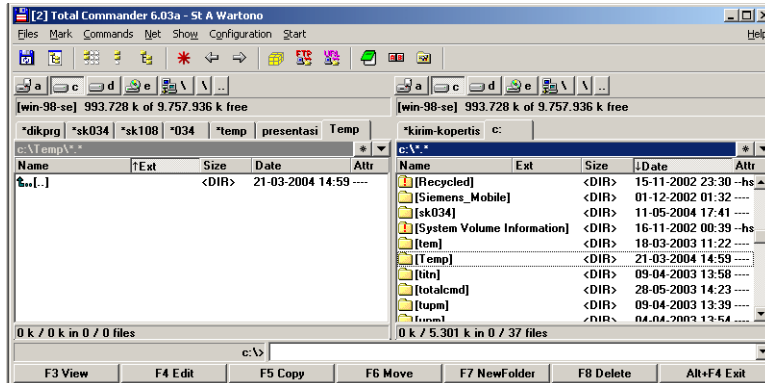 [2] Total Commander 6.03a - St A Wartono
Files Mark Commands Net Show Configuration Start Help
a c d e \ \ .. a c d e \ \ ..
[win-98-se] 993.728 k of 9.757.936 k free [win-98-se] 993.728 k of 9.757.936 k free
*dikprg *sk034 *sk108 *034 *temp presentasi Temp *kirim-kopertis c:
c:\Temp\*.* * c:\*.* *
Name ↑Ext Size Date Attr Name Ext Size ↓Date Attr
[..] <DIR> 21-03-2004 14:59 ---- [Recycled] <DIR> 15-11-2002 23:30 --hs
[Siemens_Mobile] <DIR> 01-12-2002 01:32 ----
[sk034] <DIR> 11-05-2004 17:41 ----
[System Volume Information] <DIR> 16-11-2002 00:39 --hs
[tem] <DIR> 18-03-2003 11:22 ----
[Temp] <DIR> 21-03-2004 14:59 ----
[titn] <DIR> 09-04-2003 13:58 ----
[totalcmd] <DIR> 28-05-2003 14:23 ----
[tupm] <DIR> 09-04-2003 13:39 ----
[upm] <DIR> 04-04-2003 13:54 ----
0 k / 0 k in 0 / 0 files 0 k / 5.301 k in 0 / 37 files
c:\>
F3 View F4 Edit F5 Copy F6 Move F7 NewFolder F8 Delete Alt+F4 Exit